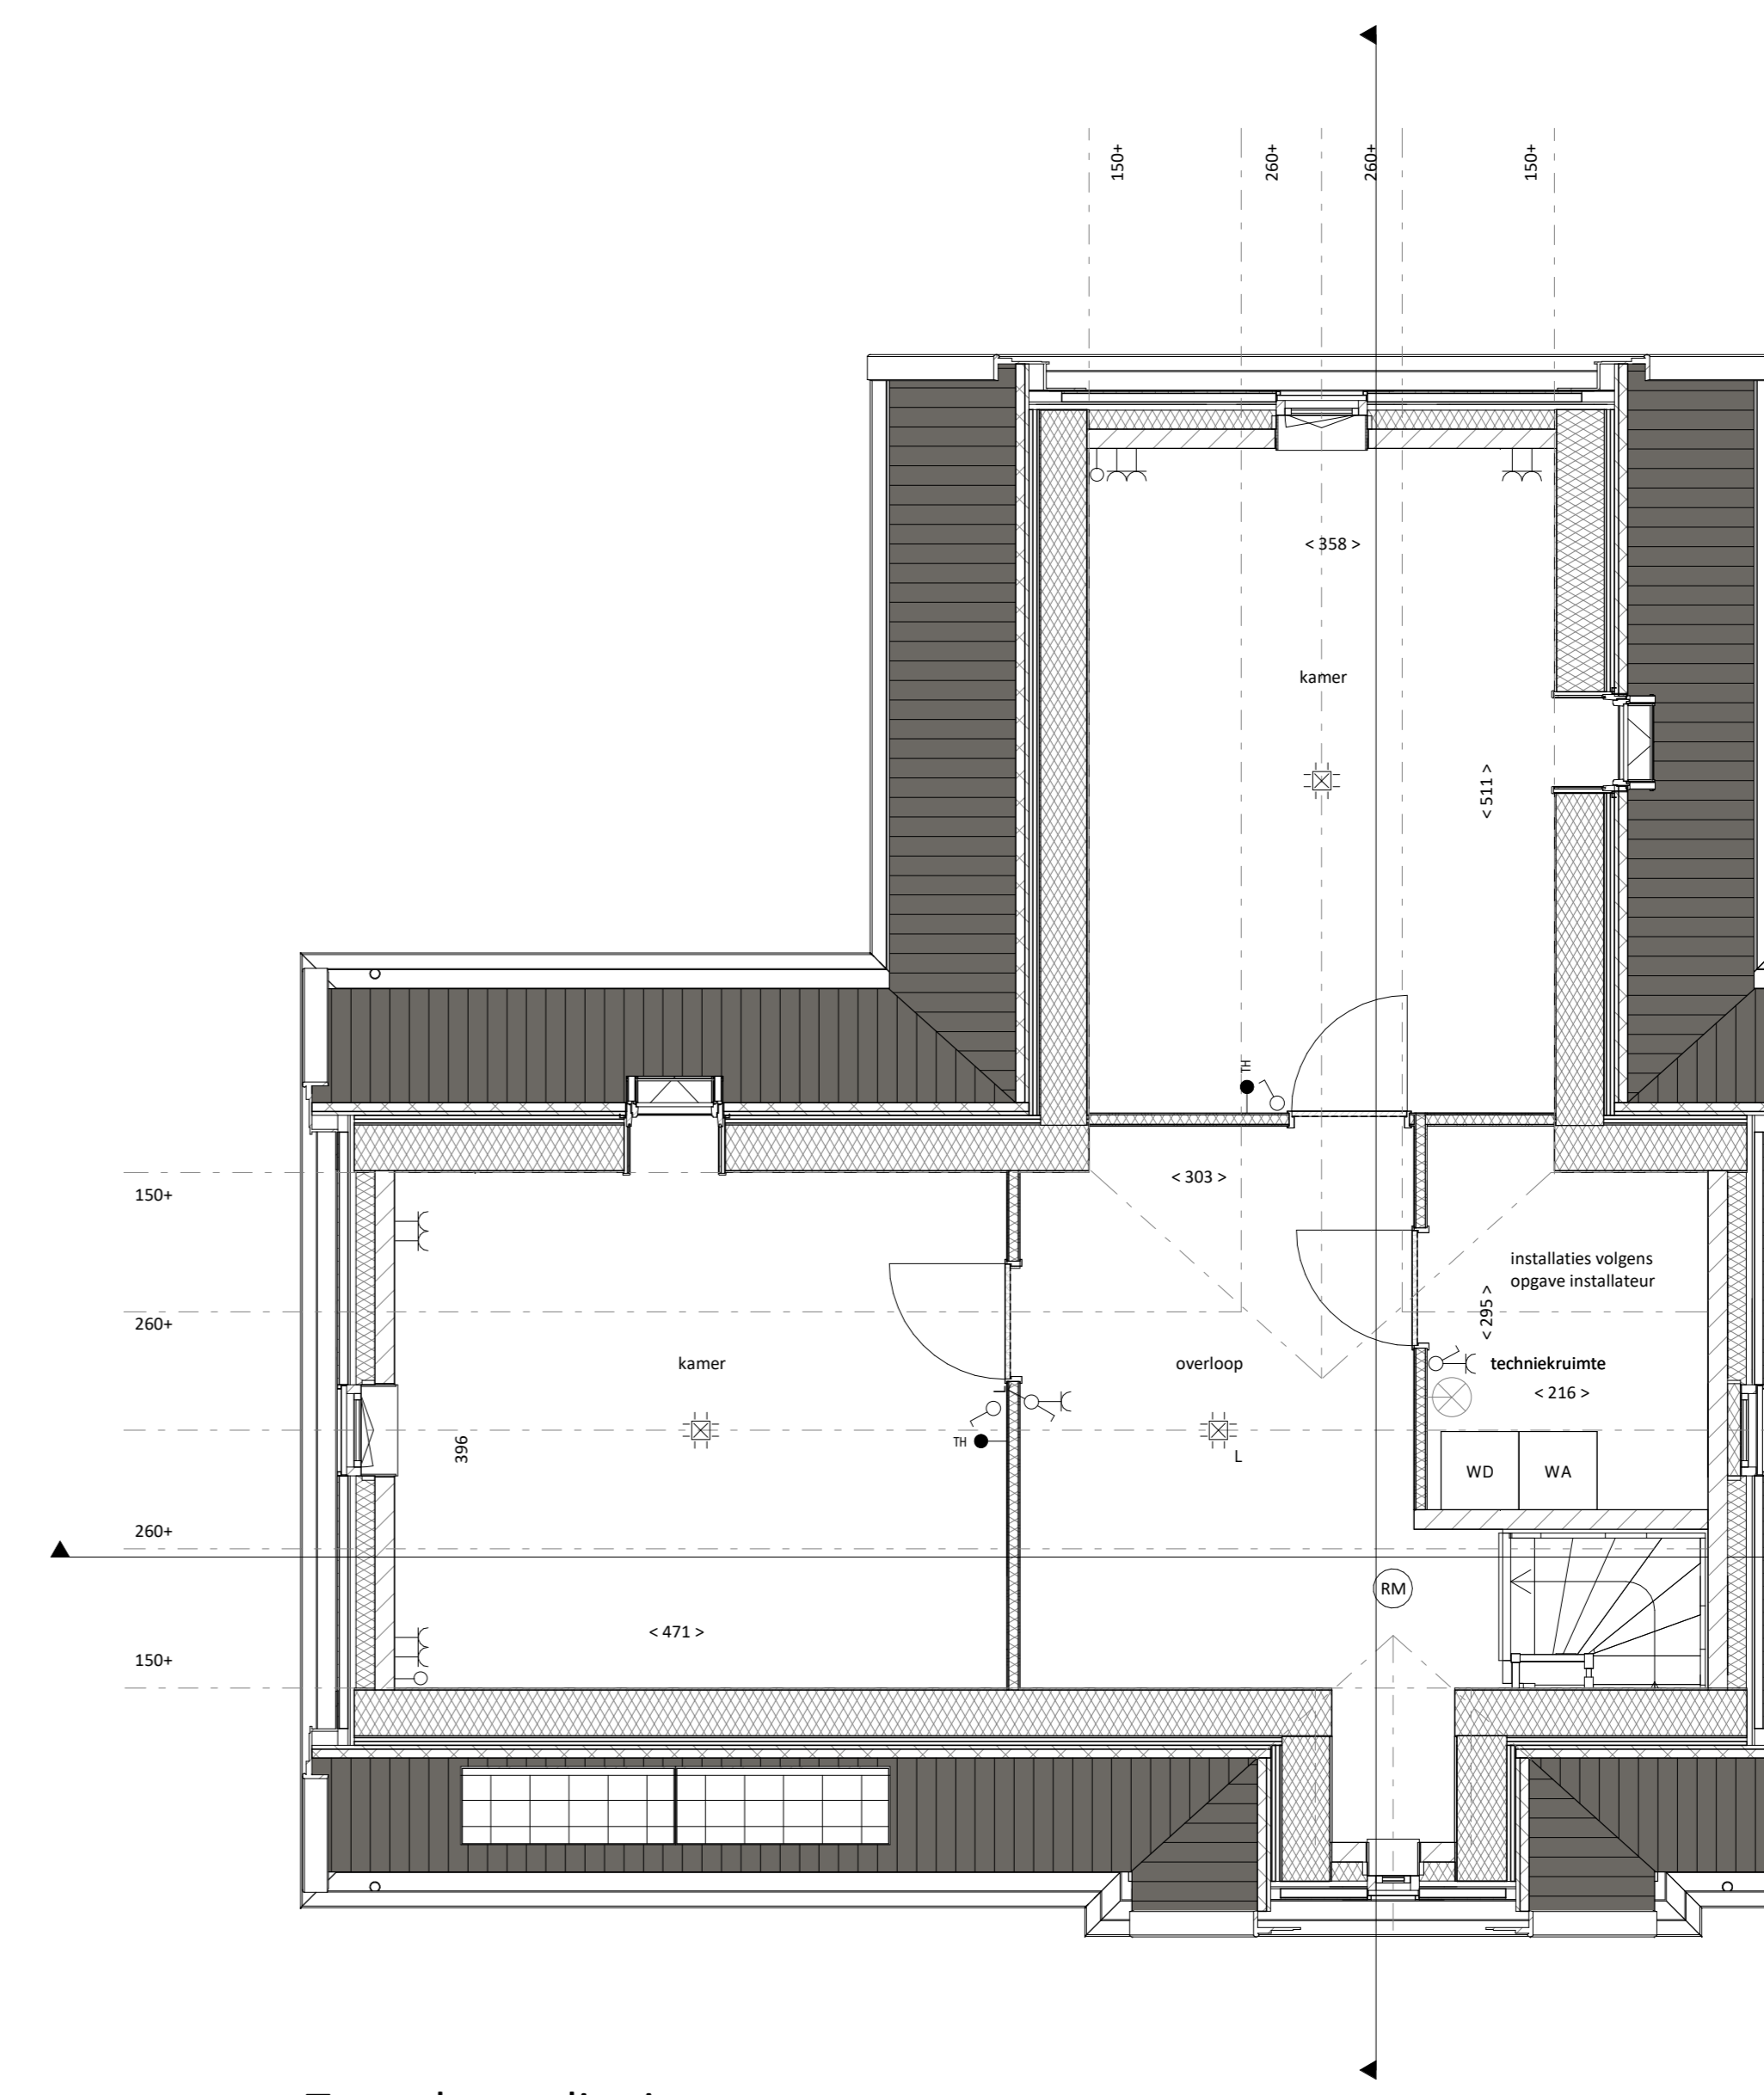 150+
260+
260+
150+
< 358 >
kamer
< 511 >
TH
< 303 >
150+
installaties volgens
opgave installateur
< 295 >
260+
kamer
overloop
techniekruimte
< 216 >
396
TH
L
WD
WA
260+
RM
< 471 >
150+